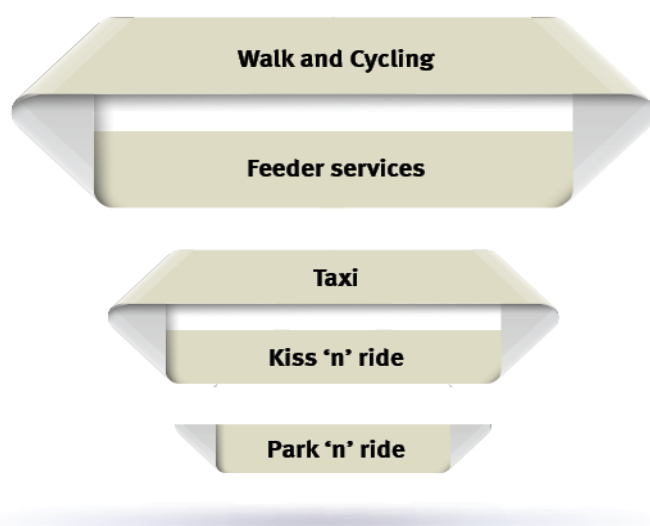 Walk and Cycling
Feeder services
Taxi
Kiss ‘n’ ride
Park ‘n’ ride